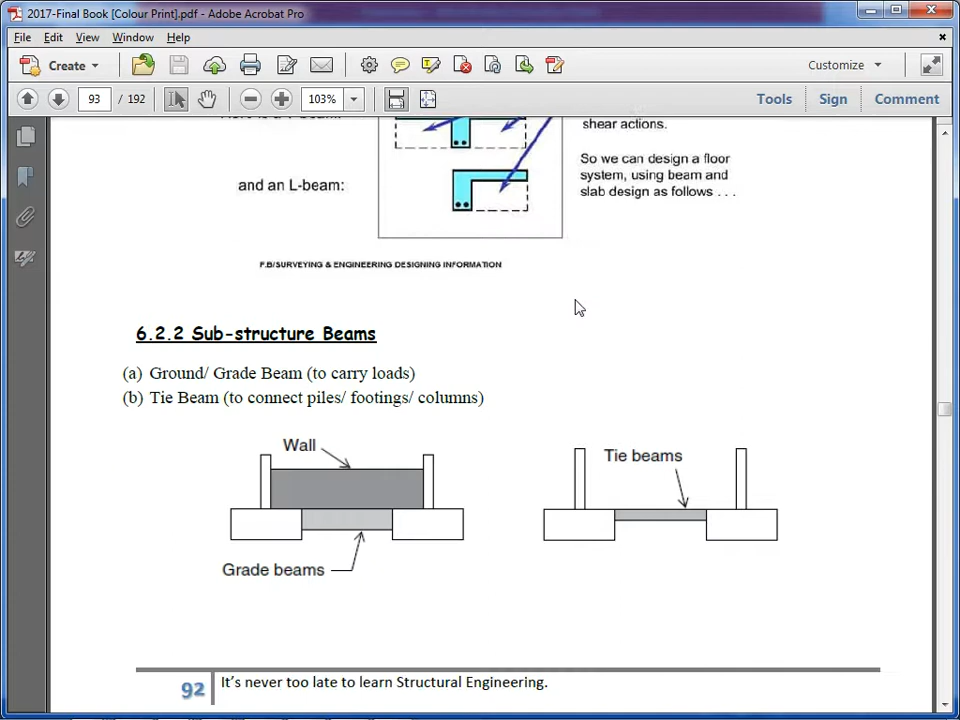 2017-Final Book [Colour Print].pdf - Adobe Acrobat Pro
File Edit View Window Help
Create
Customize
93 / 192
103%
Tools Sign Comment
shear actions.
So we can design a floor
system, using beam and
slab design as follows . . .
and an L-beam:
F.B/SURVEYING & ENGINEERING DESIGNING INFORMATION
6.2.2 Sub-structure Beams
(a) Ground/ Grade Beam (to carry loads)
(b) Tie Beam (to connect piles/ footings/ columns)
Wall
Tie beams
Grade beams
92
It's never too late to learn Structural Engineering.